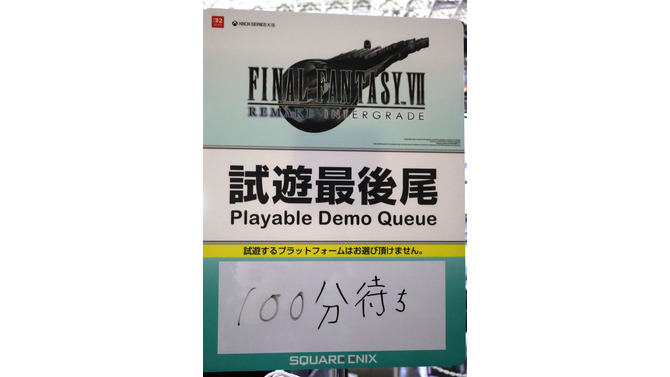 2 XBOX SERIES X|S
FINAL FANTASY VII
REMAKE INTERGRADE
試遊最後尾
Playable Demo Queue
試遊するプラットフォームはお選び頂けません。
100分待ち
SQUARE ENIX